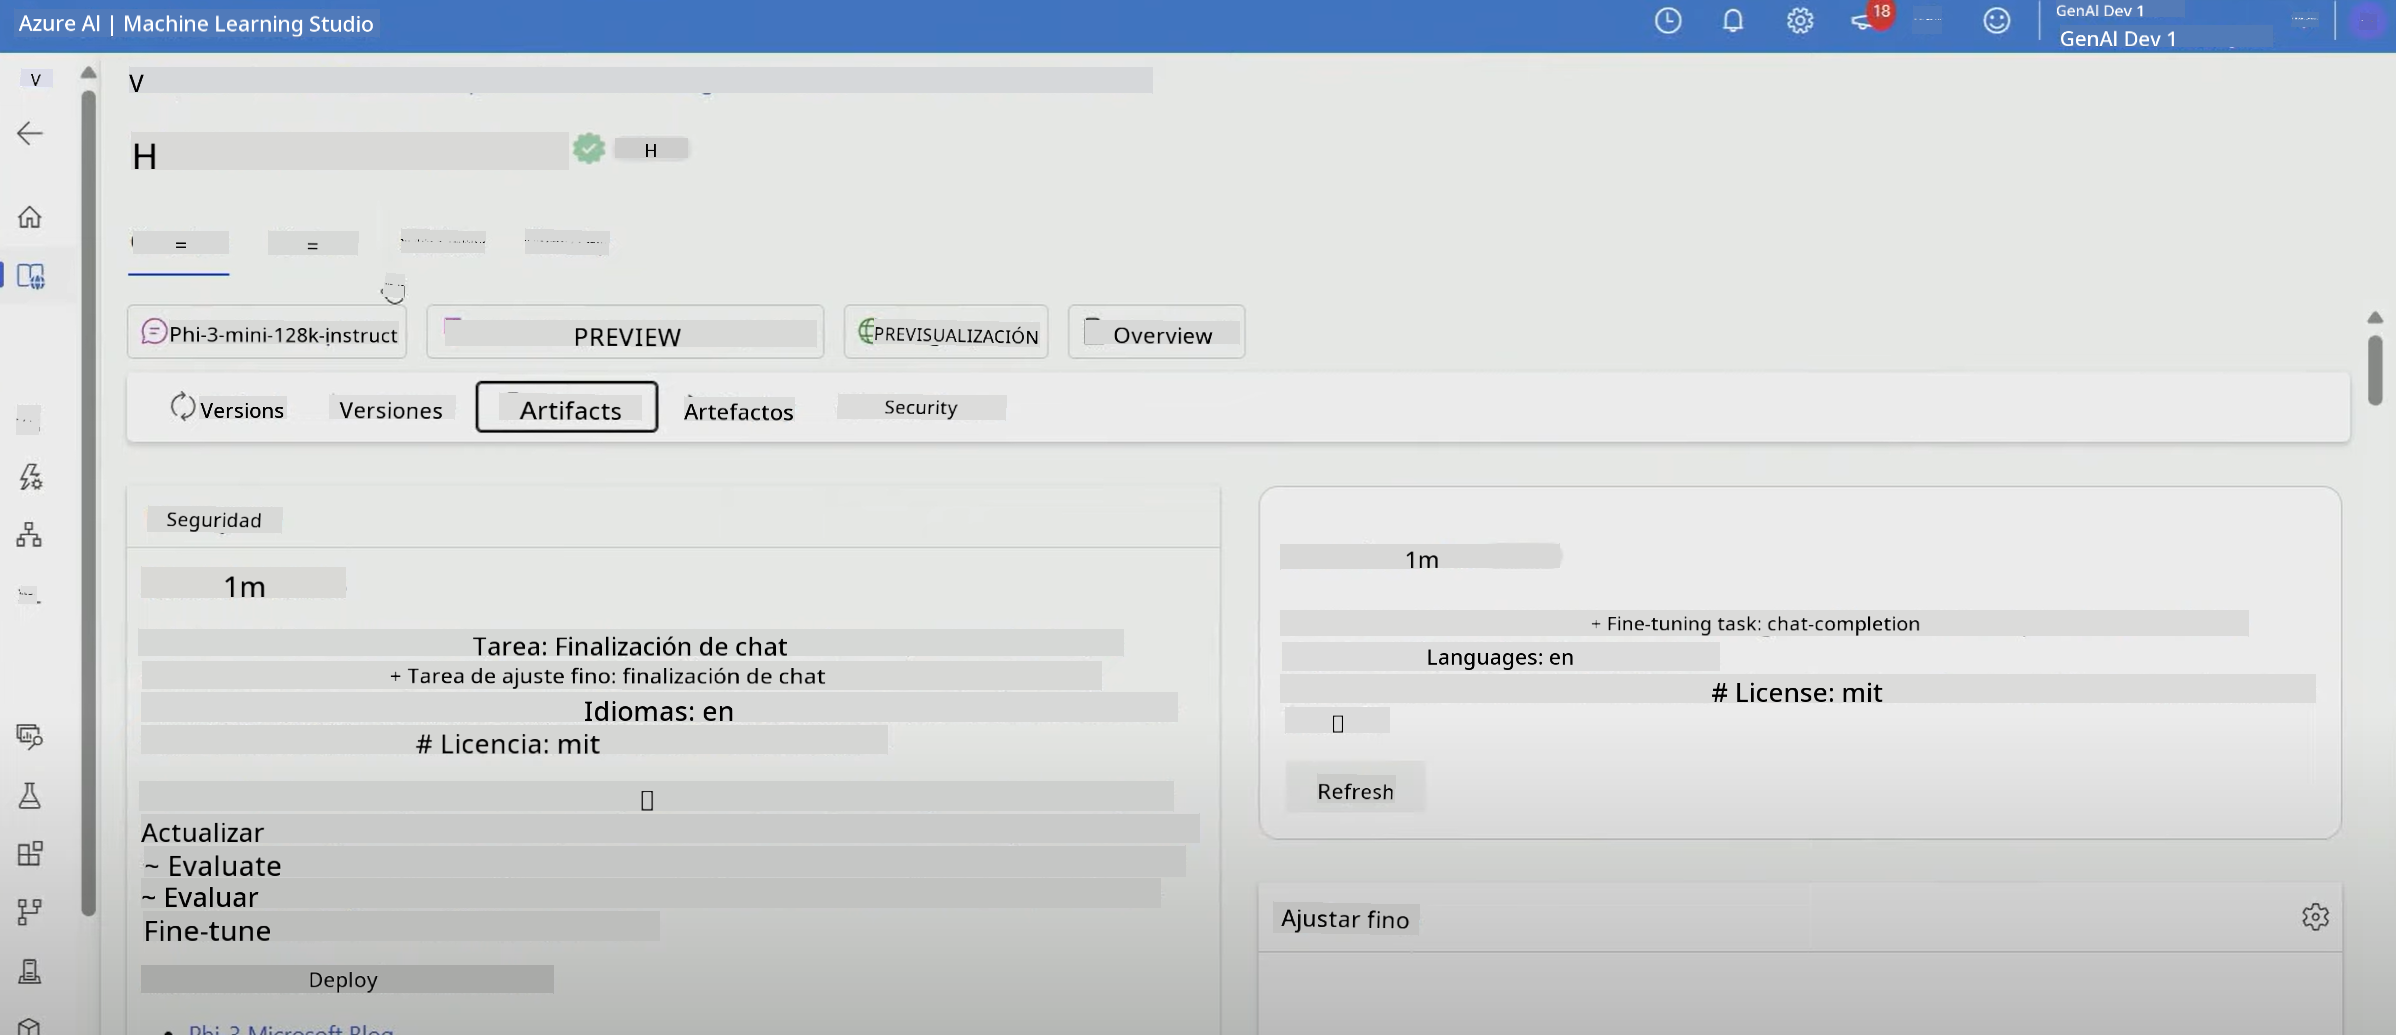 Azure AI | Machine Learning Studio
18
GenAI Dev 1
GenAI Dev 1
V
V
H
H
=
=
Phi-3-mini-128k-instruct
PREVIEW
PREVISUALIZACIÓN
Overview
Versions
Versiones
Artifacts
Artefactos
Security
Seguridad
1m
Tarea: Finalización de chat
+ Tarea de ajuste fino: finalización de chat
Idiomas: en
# Licencia: mit
Actualizar
~ Evaluate
~ Evaluar
Fine-tune
Deploy
Phi-3 Microsoft Blog
1m
+ Fine-tuning task: chat-completion
Languages: en
# License: mit
Refresh
Ajustar fino